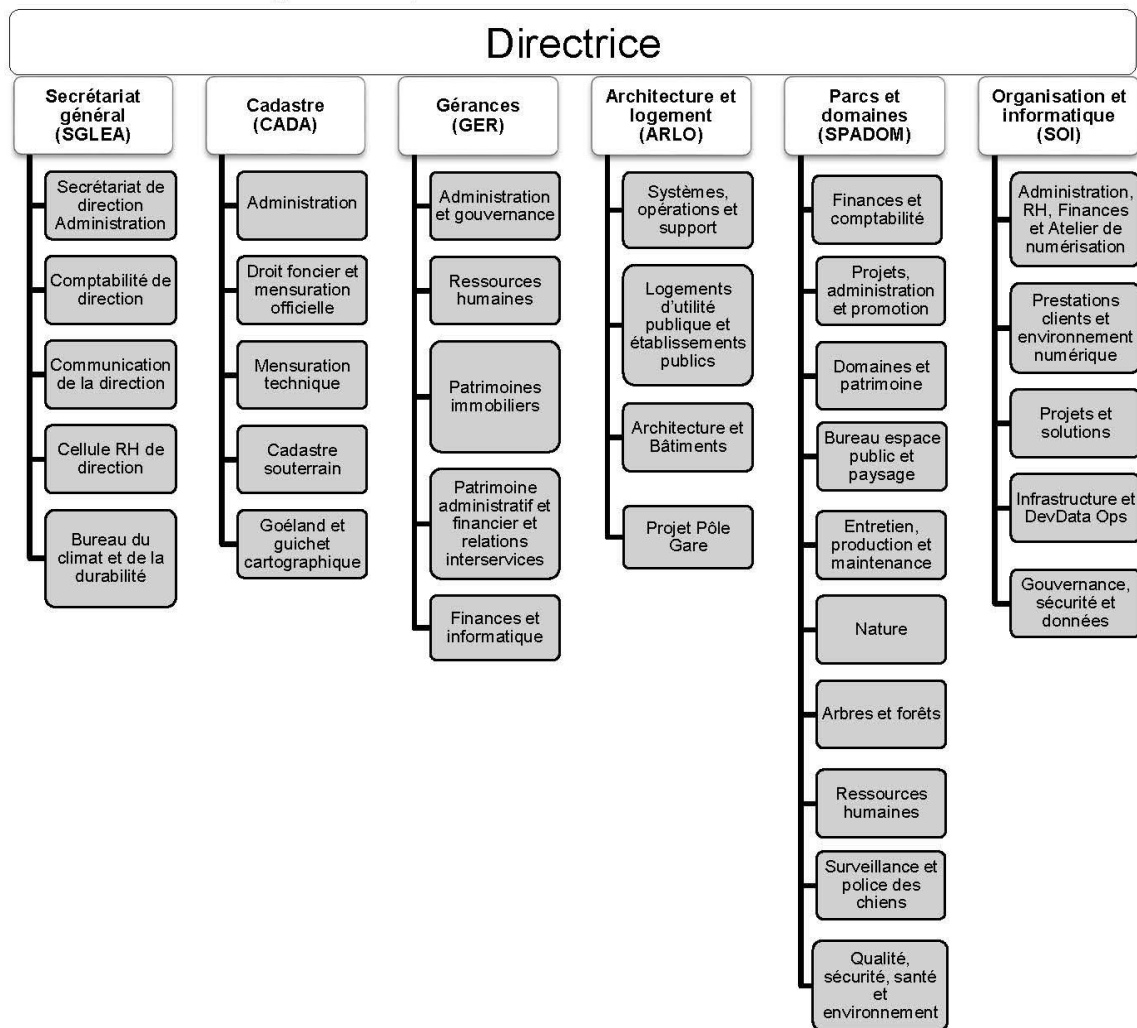 Directrice
Secrétariat
général
(SGLEA)
Secrétariat de
direction
Administration
Comptabilité de
direction
Communication
de la direction
Cellule RH de
direction
Bureau du
climat et de la
durabilité
Cadastre
(CADA)
Administration
Droit foncier et
mensuration
officielle
Mensuration
technique
Cadastre
souterrain
Goéland et
guichet
cartographique
Gérances
(GER)
Administration
et gouvernance
Ressources
humaines
Patrimoines
immobiliers
Patrimoine
administratif et
financier et
relations
interservices
Finances et
informatique
Architecture et
logement
(ARLO)
Systèmes,
opérations et
support
Logements
d'utilité
publique et
établissements
publics
Architecture et
Bâtiments
Projet Pôle
Gare
Parcs et
domaines
(SPADOM)
Finances et
comptabilité
Projets,
administration
et promotion
Domaines et
patrimoine
Bureau espace
public et
paysage
Entretien,
production et
maintenance
Nature
Arbres et forêts
Ressources
humaines
Surveillance et
police des
chiens
Qualité,
sécurité, santé
et
environnement
Organisation et
informatique
(SOI)
Administration,
RH, Finances
et Atelier de
numérisation
Prestations
clients et
environnement
numérique
Projets et
solutions
Infrastructure et
DevData Ops
Gouvernance,
sécurité et
données